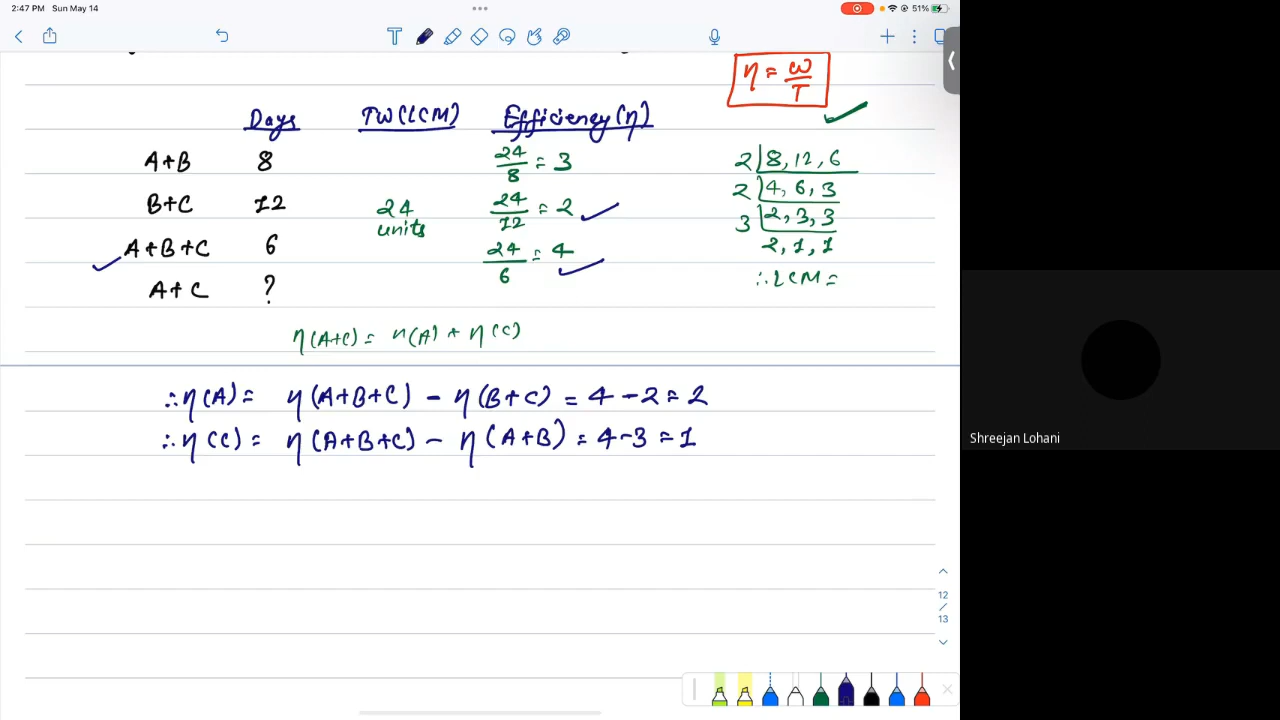 2:47 PM Sun May 14
51%
η = w/T
Days TW(LCM) Efficiency(η)
A+B 8 24/8 = 3
B+C 12 24 units 24/12 = 2
A+B+C 6 24/6 = 4
A+C ?
2 | 8, 12, 6
2 | 4, 6, 3
3 | 2, 3, 3
2, 1, 1
∴ LCM =
η(A+C) = η(A) + η(C)
∴ η(A) = η(A+B+C) - η(B+C) = 4 - 2 = 2
∴ η(C) = η(A+B+C) - η(A+B) = 4 - 3 = 1
Shreejan Lohani
12
/
13